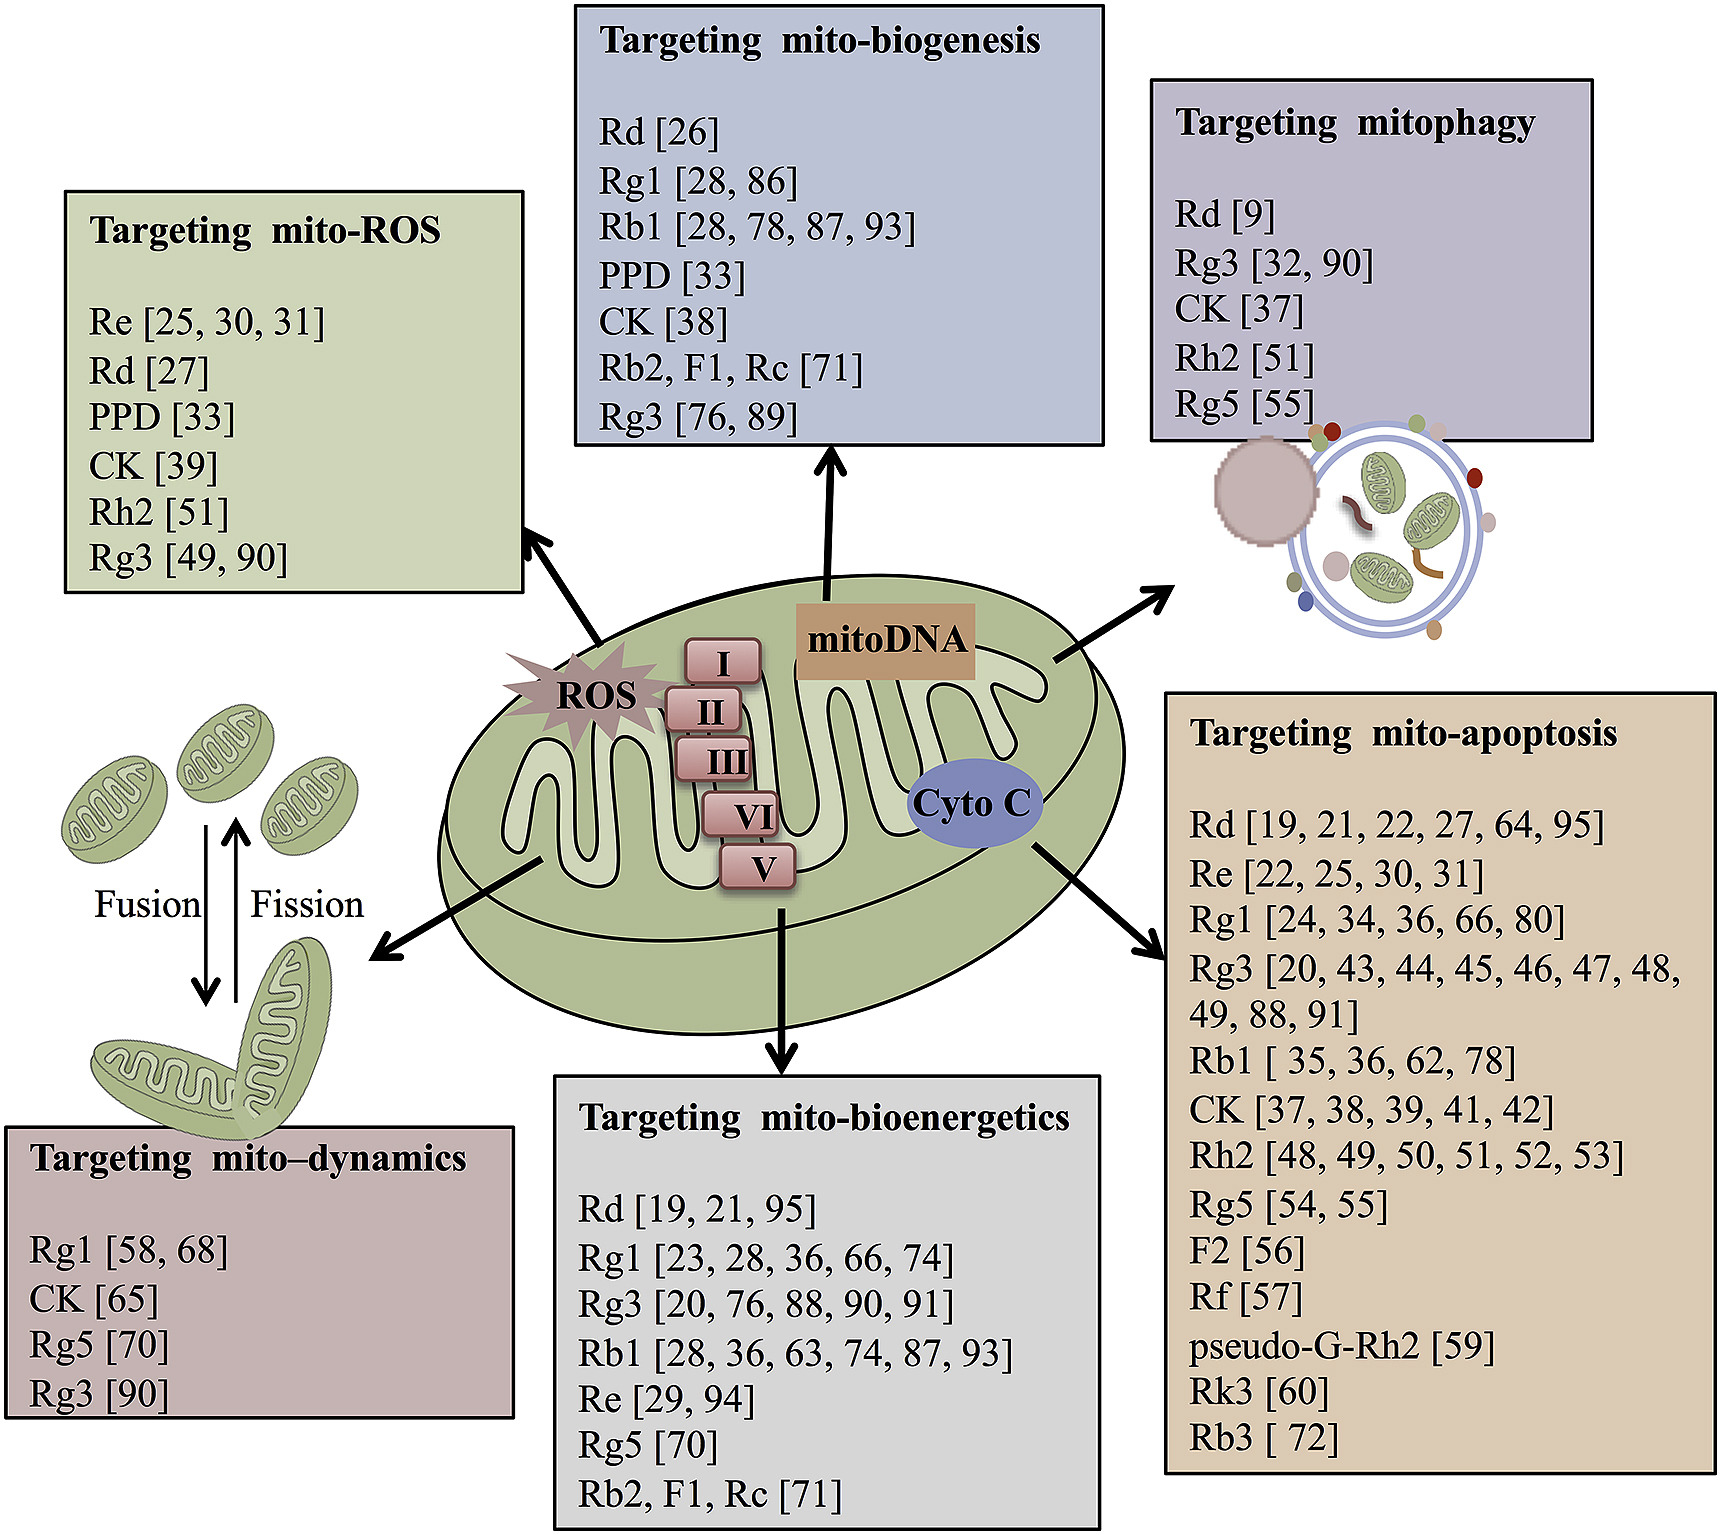 Targeting mito-biogenesis
Rd [26]
Rg1 [28, 86]
Rb1 [28, 78, 87, 93]
PPD [33]
CK [38]
Rb2, F1, Rc [71]
Rg3 [76, 89]
Targeting mitophagy
Rd [9]
Rg3 [32, 90]
CK [37]
Rh2 [51]
Rg5 [55]
Targeting mito-ROS
Re [25, 30, 31]
Rd [27]
PPD [33]
CK [39]
Rh2 [51]
Rg3 [49, 90]
mitoDNA
ROS
I
II
III
VI
V
Cyto C
Fusion
Fission
Targeting mito-apoptosis
Rd [19, 21, 22, 27, 64, 95]
Re [22, 25, 30, 31]
Rg1 [24, 34, 36, 66, 80]
Rg3 [20, 43, 44, 45, 46, 47, 48,
49, 88, 91]
Rb1 [ 35, 36, 62, 78]
CK [37, 38, 39, 41, 42]
Rh2 [48, 49, 50, 51, 52, 53]
Rg5 [54, 55]
F2 [56]
Rf [57]
pseudo-G-Rh2 [59]
Rk3 [60]
Rb3 [ 72]
Targeting mito–dynamics
Rg1 [58, 68]
CK [65]
Rg5 [70]
Rg3 [90]
Targeting mito-bioenergetics
Rd [19, 21, 95]
Rg1 [23, 28, 36, 66, 74]
Rg3 [20, 76, 88, 90, 91]
Rb1 [28, 36, 63, 74, 87, 93]
Re [29, 94]
Rg5 [70]
Rb2, F1, Rc [71]